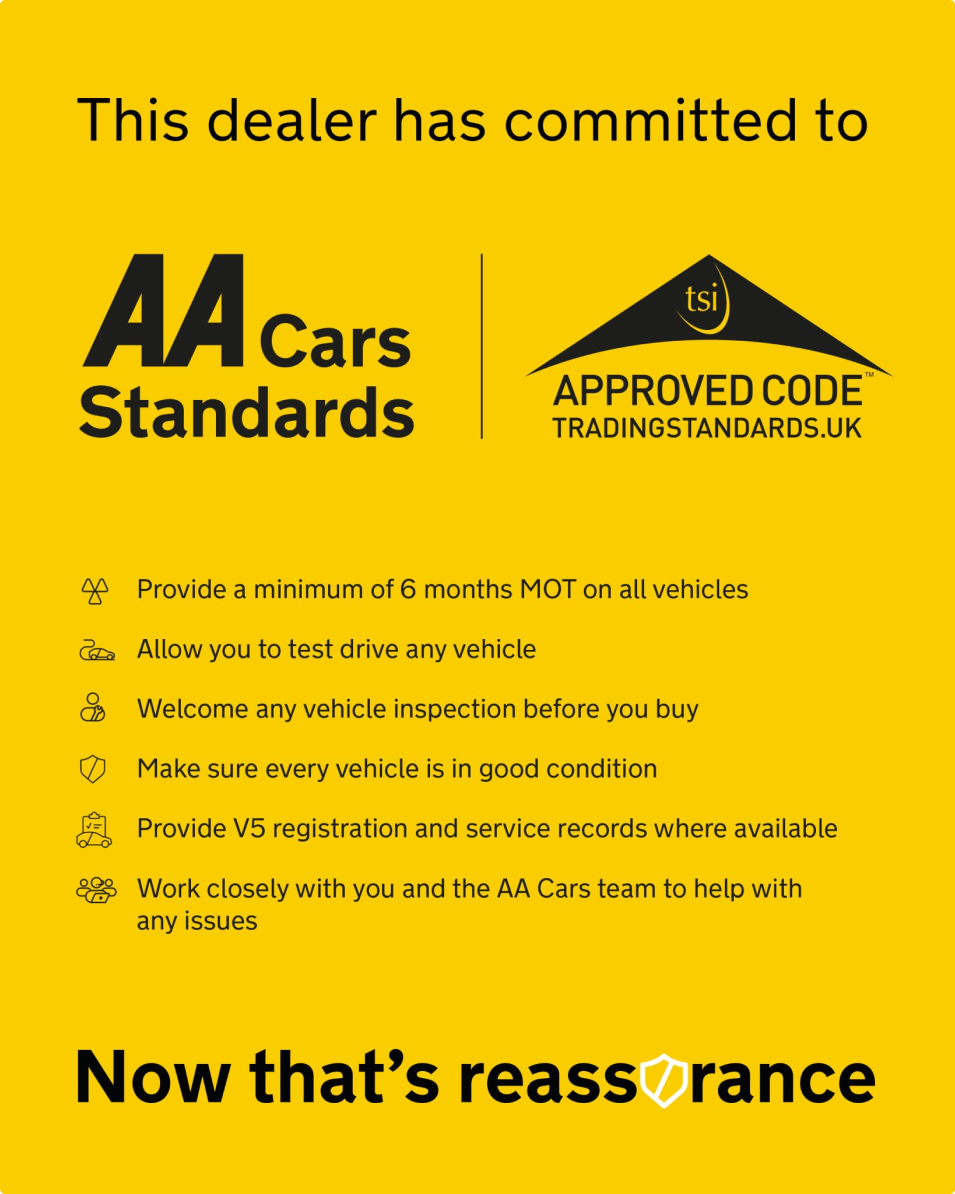 This dealer has committed to
AA Cars
Standards
tsi
APPROVED CODE™
TRADINGSTANDARDS.UK
Provide a minimum of 6 months MOT on all vehicles
Allow you to test drive any vehicle
Welcome any vehicle inspection before you buy
Make sure every vehicle is in good condition
Provide V5 registration and service records where available
Work closely with you and the AA Cars team to help with
any issues
Now that’s reassurance